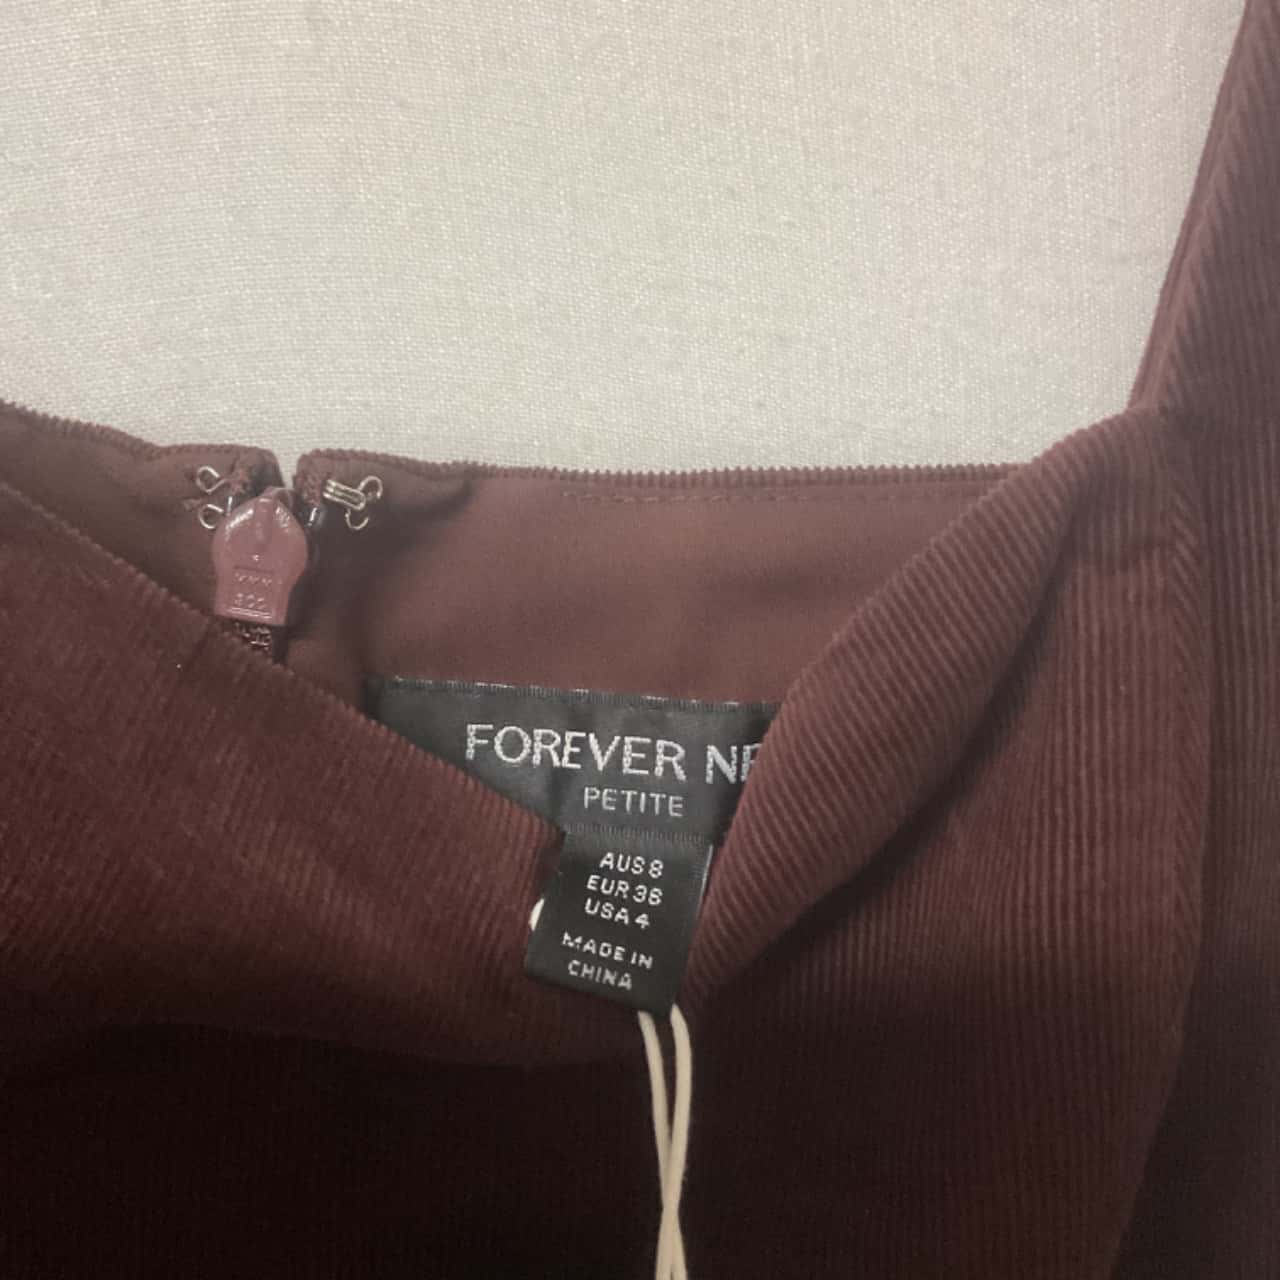 FOREVER NE
PETITE
AUS 8
EUR 36
USA 4
MADE IN
CHINA